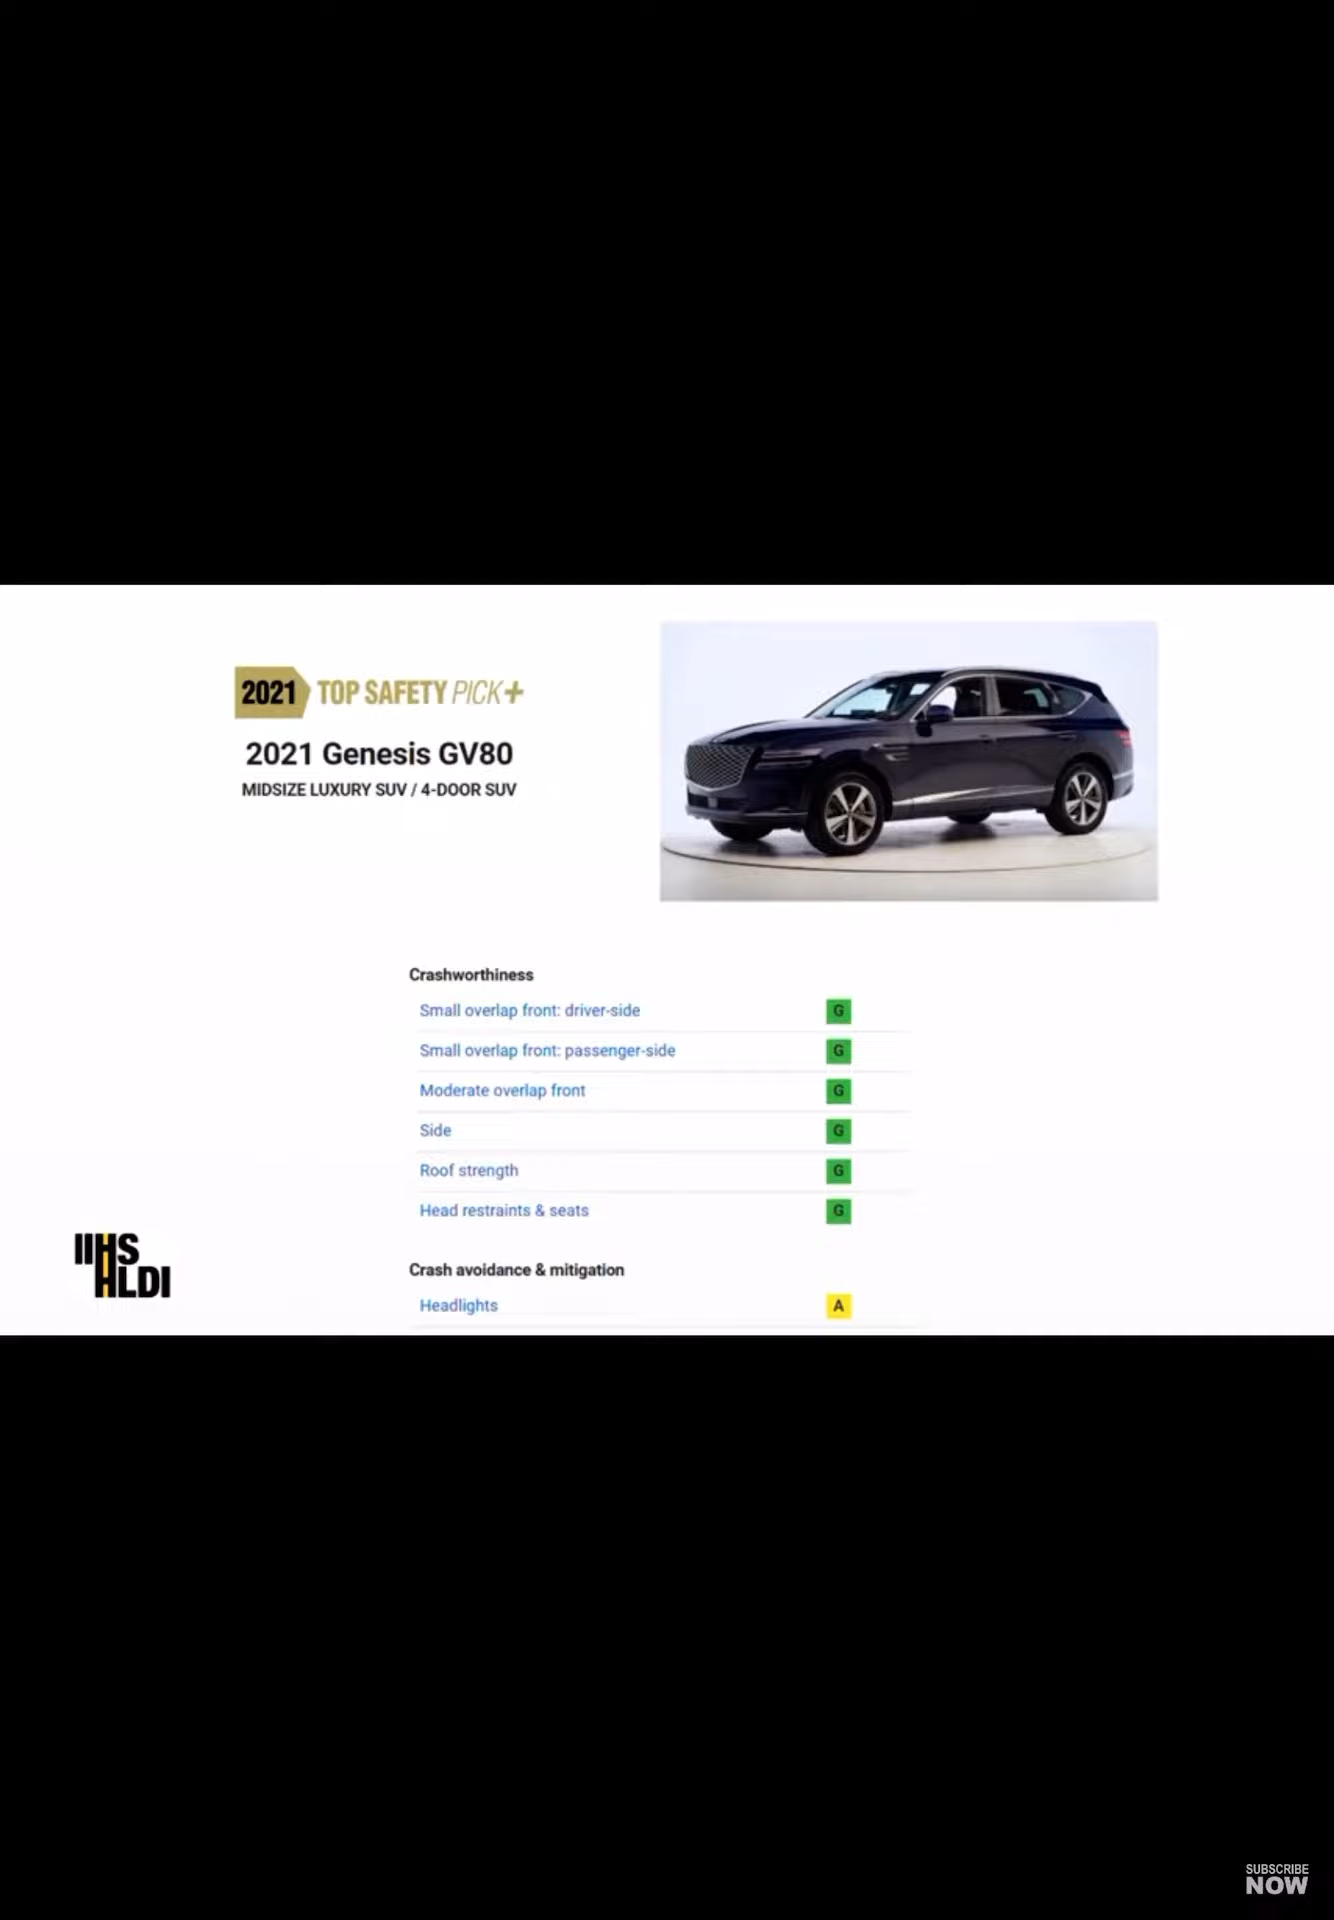 2021 TOP SAFETY PICK+
2021 Genesis GV80
MIDSIZE LUXURY SUV / 4-DOOR SUV
Crashworthiness
Small overlap front: driver-side G
Small overlap front: passenger-side G
Moderate overlap front G
Side G
Roof strength G
Head restraints & seats G
Crash avoidance & mitigation
Headlights A
IIHS
HLDI
SUBSCRIBE
NOW